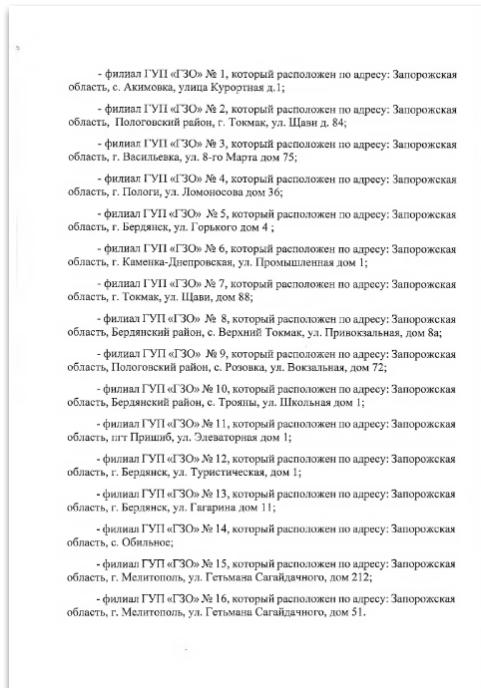 - филиал ГУП «ГЗО» № 1, который расположен по адресу: Запорожская
область, с. Акимовка, улица Курортная д.1;
- филиал ГУП «ГЗО» № 2, который расположен по адресу: Запорожская
область, Пологовский район, г. Токмак, ул. Щави д. 84;
- филиал ГУП «ГЗО» № 3, который расположен по адресу: Запорожская
область, г. Васильевка, ул. 8-го Марта дом 75;
- филиал ГУП «ГЗО» № 4, который расположен по адресу: Запорожская
область, г. Пологи, ул. Ломоносова дом 36;
- филиал ГУП «ГЗО» № 5, который расположен по адресу: Запорожская
область, г. Бердянск, ул. Горького дом 4 ;
- филиал ГУП «ГЗО» № 6, который расположен по адресу: Запорожская
область, г. Каменка-Днепровская, ул. Промышленная дом 1;
- филиал ГУП «ГЗО» № 7, который расположен по адресу: Запорожская
область, г. Токмак, ул. Щави, дом 88;
- филиал ГУП «ГЗО» № 8, который расположен по адресу: Запорожская
область, Бердянский район, с. Верхний Токмак, ул. Привокзальная, дом 8а;
- филиал ГУП «ГЗО» № 9, который расположен по адресу: Запорожская
область, Пологовский район, с. Розовка, ул. Вокзальная, дом 72;
- филиал ГУП «ГЗО» № 10, который расположен по адресу: Запорожская
область, Бердянский район, с. Трояны, ул. Школьная дом 1;
- филиал ГУП «ГЗО» № 11, который расположен по адресу: Запорожская
область, пгт Пришиб, ул. Элеваторная дом 1;
- филиал ГУП «ГЗО» № 12, который расположен по адресу: Запорожская
область, г. Бердянск, ул. Туристическая, дом 1;
- филиал ГУП «ГЗО» № 13, который расположен по адресу: Запорожская
область, г. Бердянск, ул. Гагарина дом 11;
- филиал ГУП «ГЗО» № 14, который расположен по адресу: Запорожская
область, с. Обильное;
- филиал ГУП «ГЗО» № 15, который расположен по адресу: Запорожская
область, г. Мелитополь, ул. Гетьмана Сагайдачного, дом 212;
- филиал ГУП «ГЗО» № 16, который расположен по адресу: Запорожская
область, г. Мелитополь, ул. Гетьмана Сагайдачного, дом 51.